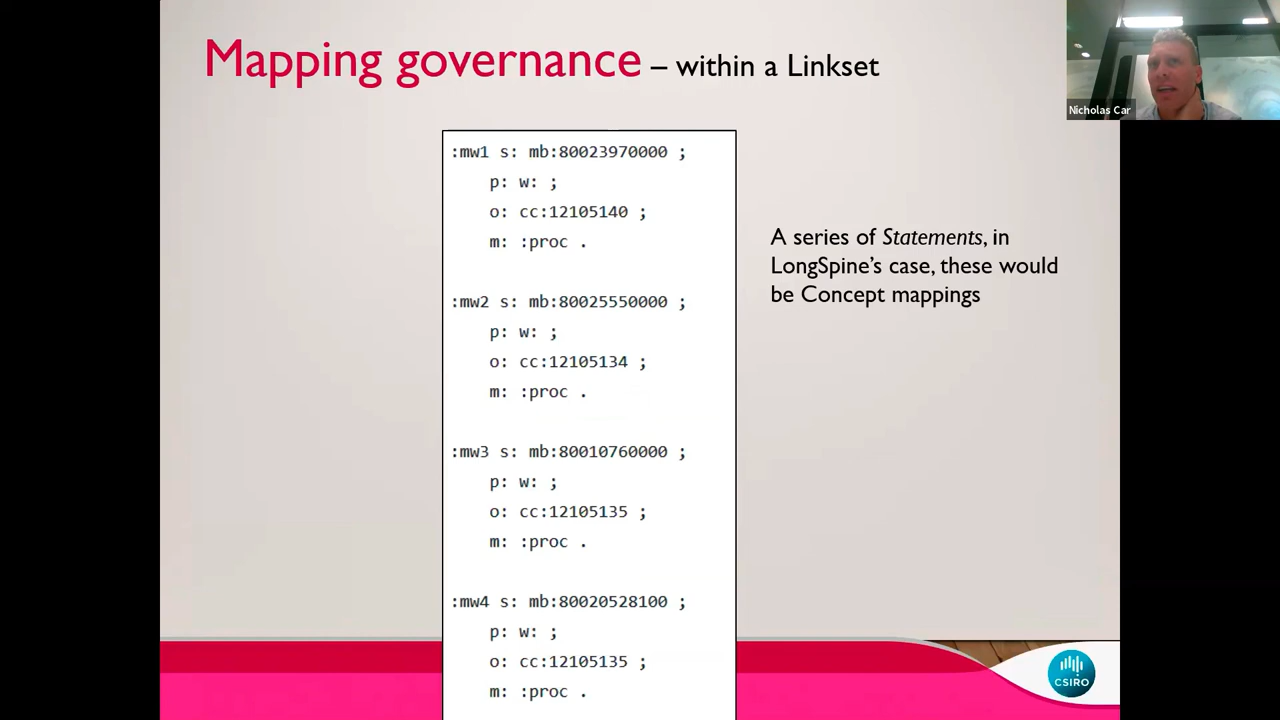 Mapping governance – within a Linkset
Nicholas Car
:mw1 s: mb:80023970000 ;
p: w: ;
o: cc:12105140 ;
m: :proc .
:mw2 s: mb:80025550000 ;
p: w: ;
o: cc:12105134 ;
m: :proc .
:mw3 s: mb:80010760000 ;
p: w: ;
o: cc:12105135 ;
m: :proc .
:mw4 s: mb:80020528100 ;
p: w: ;
o: cc:12105135 ;
m: :proc .
A series of Statements, in
LongSpine’s case, these would
be Concept mappings
CSIRO